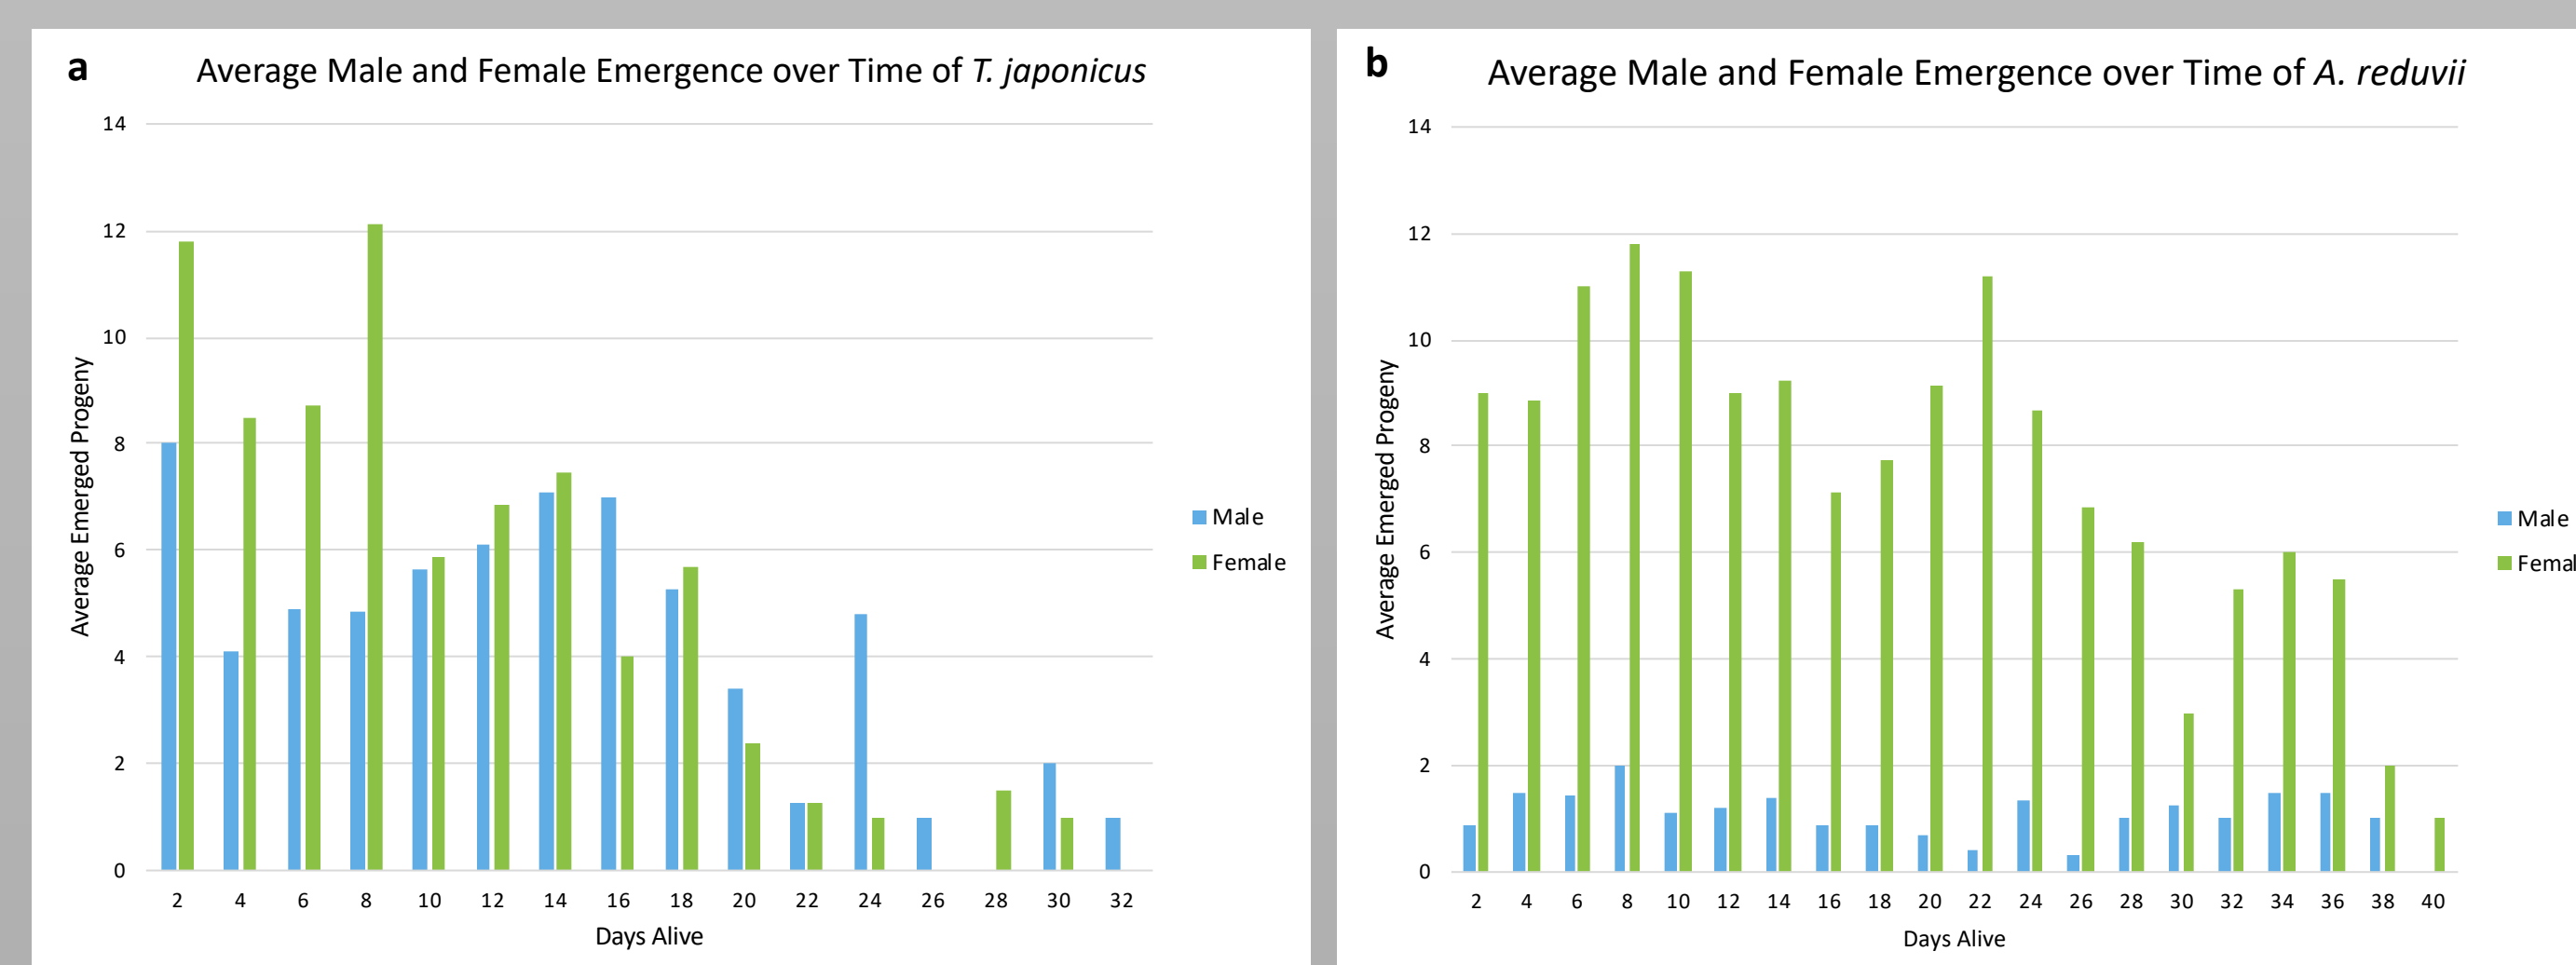 a
Average Male and Female Emergence over Time of T. japonicus
14
12
10
8
6
4
2
0
Average Emerged Progeny
2 4 6 8 10 12 14 16 18 20 22 24 26 28 30 32
Days Alive
Male
Female
b
Average Male and Female Emergence over Time of A. reduvii
14
12
10
8
6
4
2
0
Average Emerged Progeny
2 4 6 8 10 12 14 16 18 20 22 24 26 28 30 32 34 36 38 40
Days Alive
Male
Femal